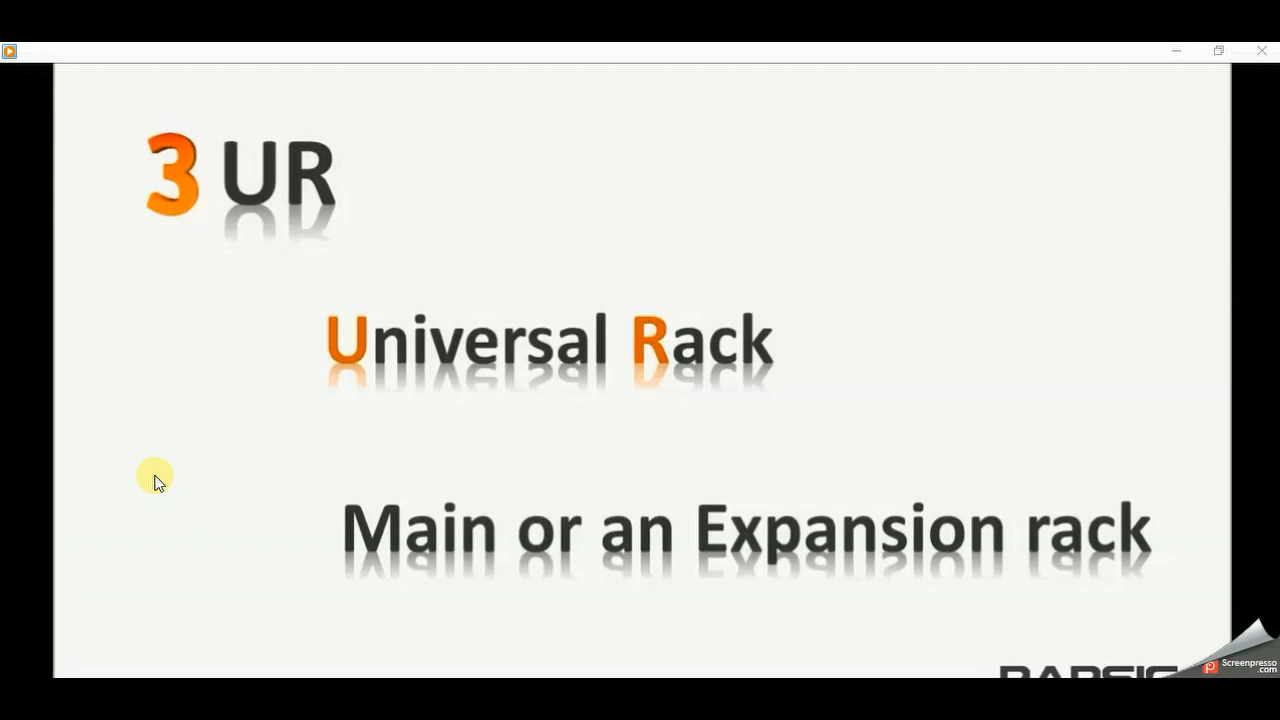 3 UR
Universal Rack
Main or an Expansion rack
Screenpresso
.com